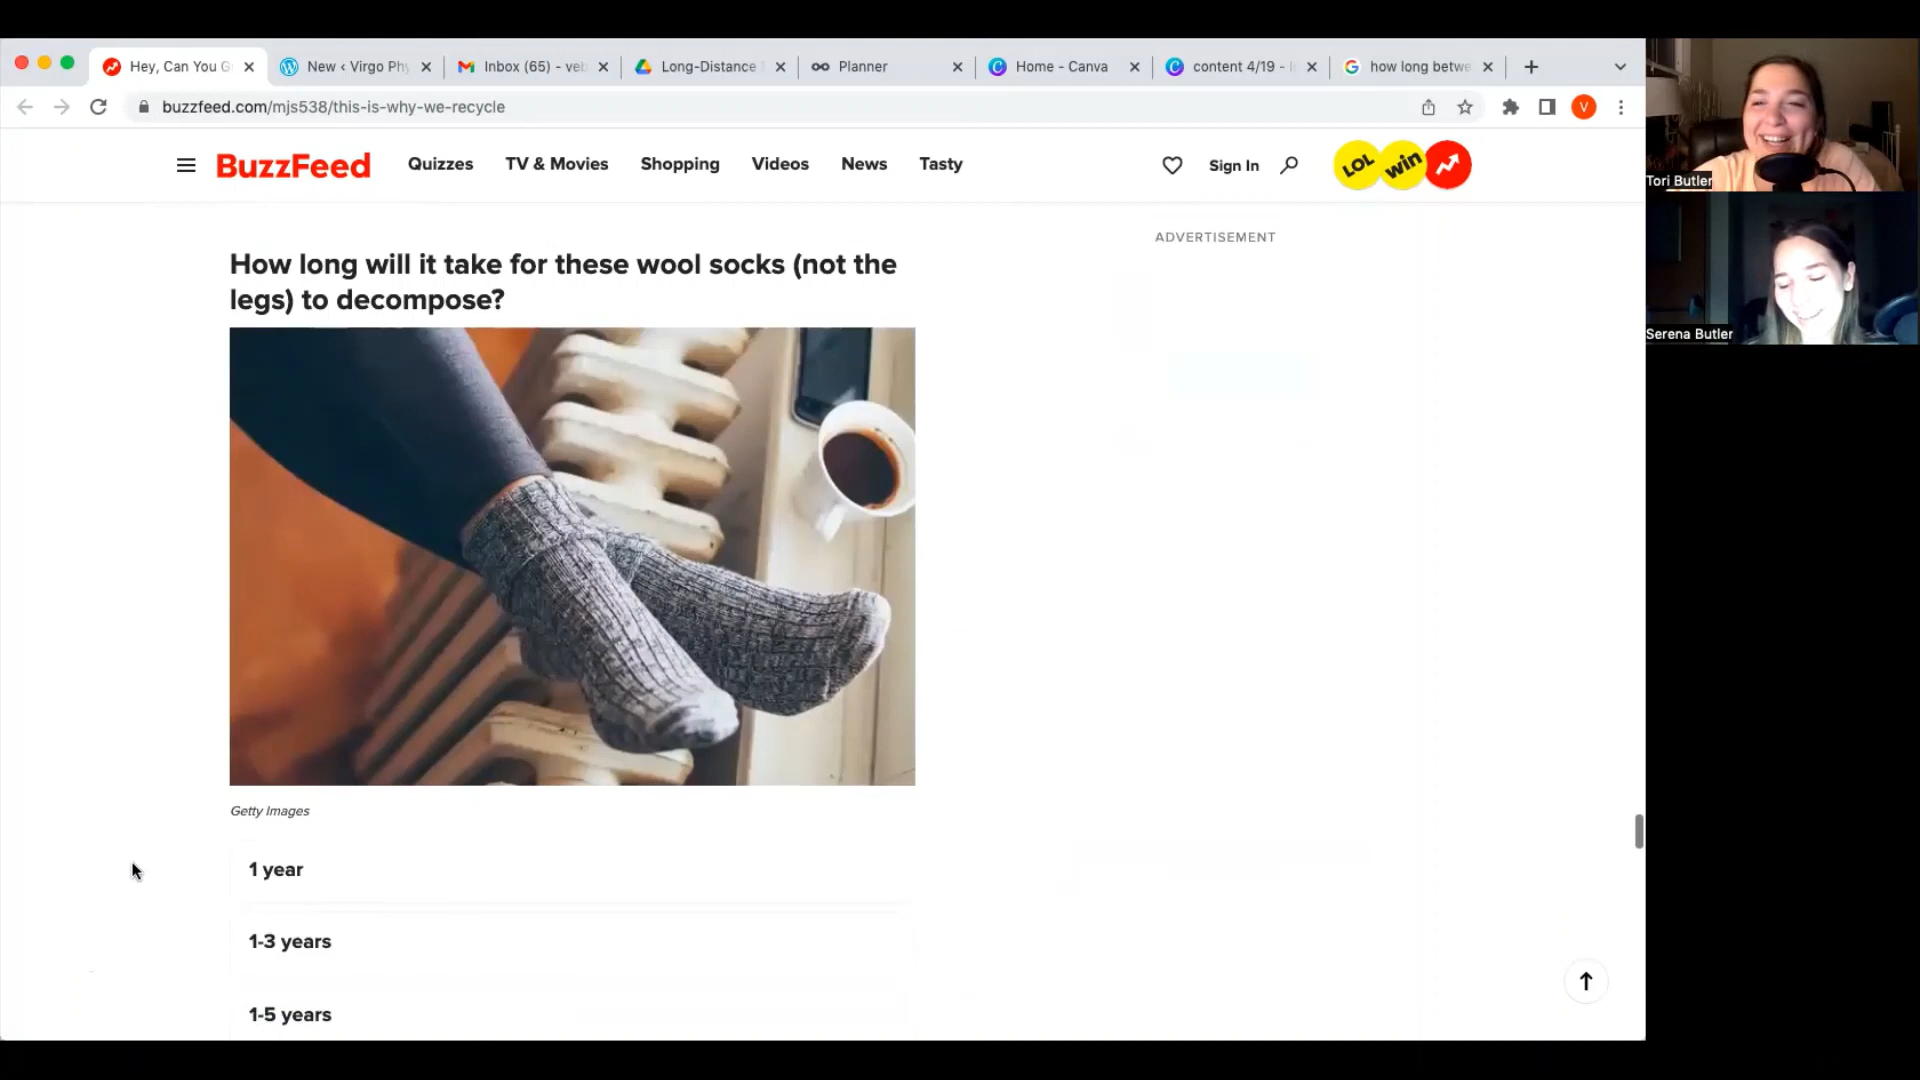 Hey, Can You G
New ‹ Virgo Phy
Inbox (65) - veb
Long-Distance
Planner
Home - Canva
content 4/19 -
how long betwe
buzzfeed.com/mjs538/this-is-why-we-recycle
V
BuzzFeed
Quizzes
TV & Movies
Shopping
Videos
News
Tasty
Sign In
LOL
win
Tori Butler
Serena Butler
ADVERTISEMENT
How long will it take for these wool socks (not the
legs) to decompose?
Getty Images
1 year
1-3 years
1-5 years